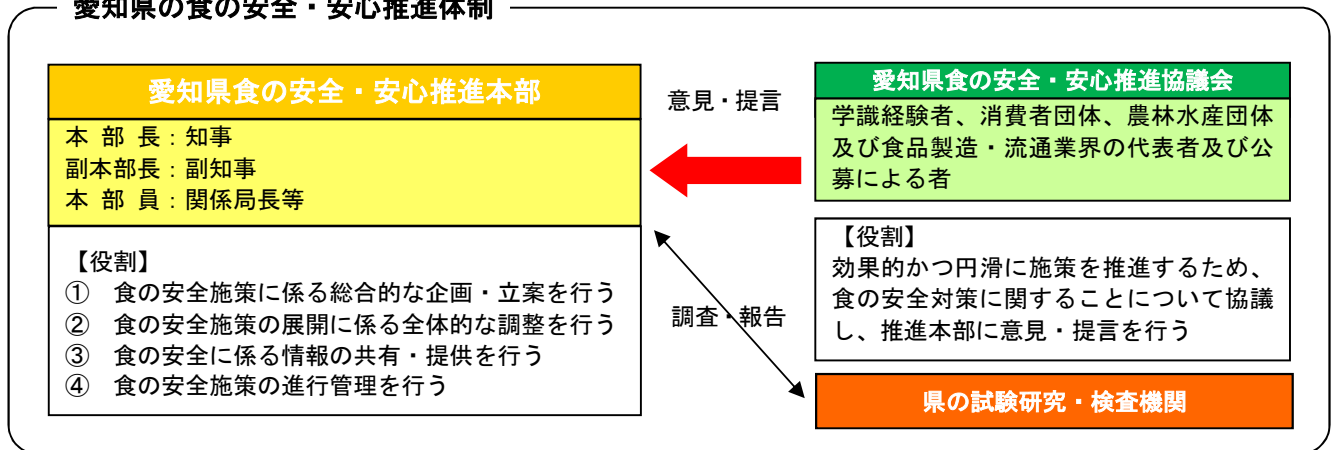 愛知県の食の安全・安心推進体制
愛知県食の安全・安心推進本部
本 部 長：知事
副本部長：副知事
本 部 員：関係局長等
【役割】
① 食の安全施策に係る総合的な企画・立案を行う
② 食の安全施策の展開に係る全体的な調整を行う
③ 食の安全に係る情報の共有・提供を行う
④ 食の安全施策の進行管理を行う
意見・提言
調査・報告
愛知県食の安全・安心推進協議会
学識経験者、消費者団体、農林水産団体
及び食品製造・流通業界の代表者及び公
募による者
【役割】
効果的かつ円滑に施策を推進するため、
食の安全対策に関することについて協議
し、推進本部に意見・提言を行う
県の試験研究・検査機関